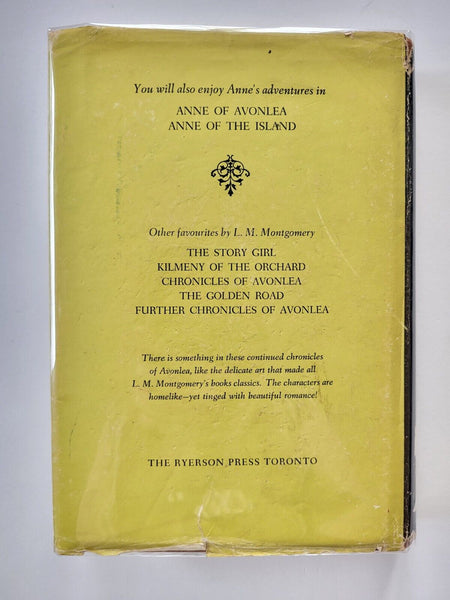 You will also enjoy Anne's adventures in
ANNE OF AVONLEA
ANNE OF THE ISLAND
Other favourites by L. M. Montgomery
THE STORY GIRL
KILMENY OF THE ORCHARD
CHRONICLES OF AVONLEA
THE GOLDEN ROAD
FURTHER CHRONICLES OF AVONLEA
There is something in these continued chronicles
of Avonlea, like the delicate art that made all
L. M. Montgomery's books classics. The characters are
homelike—yet tinged with beautiful romance!
THE RYERSON PRESS TORONTO